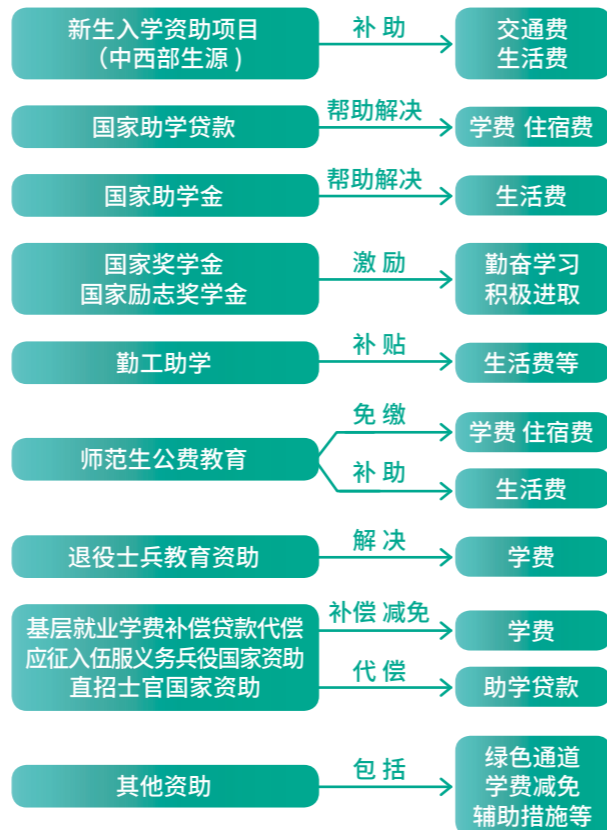 新生入学资助项目
（中西部生源 )
补 助
交通费
生活费
国家助学贷款
帮助解决
学费 住宿费
国家助学金
帮助解决
生活费
国家奖学金
国家励志奖学金
激 励
勤奋学习
积极进取
勤工助学
补 贴
生活费等
师范生公费教育
免 缴
学费 住宿费
补 助
生活费
退役士兵教育资助
解 决
学费
基层就业学费补偿贷款代偿
应征入伍服义务兵役国家资助
直招士官国家资助
补偿 减免
学费
代 偿
助学贷款
其他资助
包 括
绿色通道
学费减免
辅助措施等